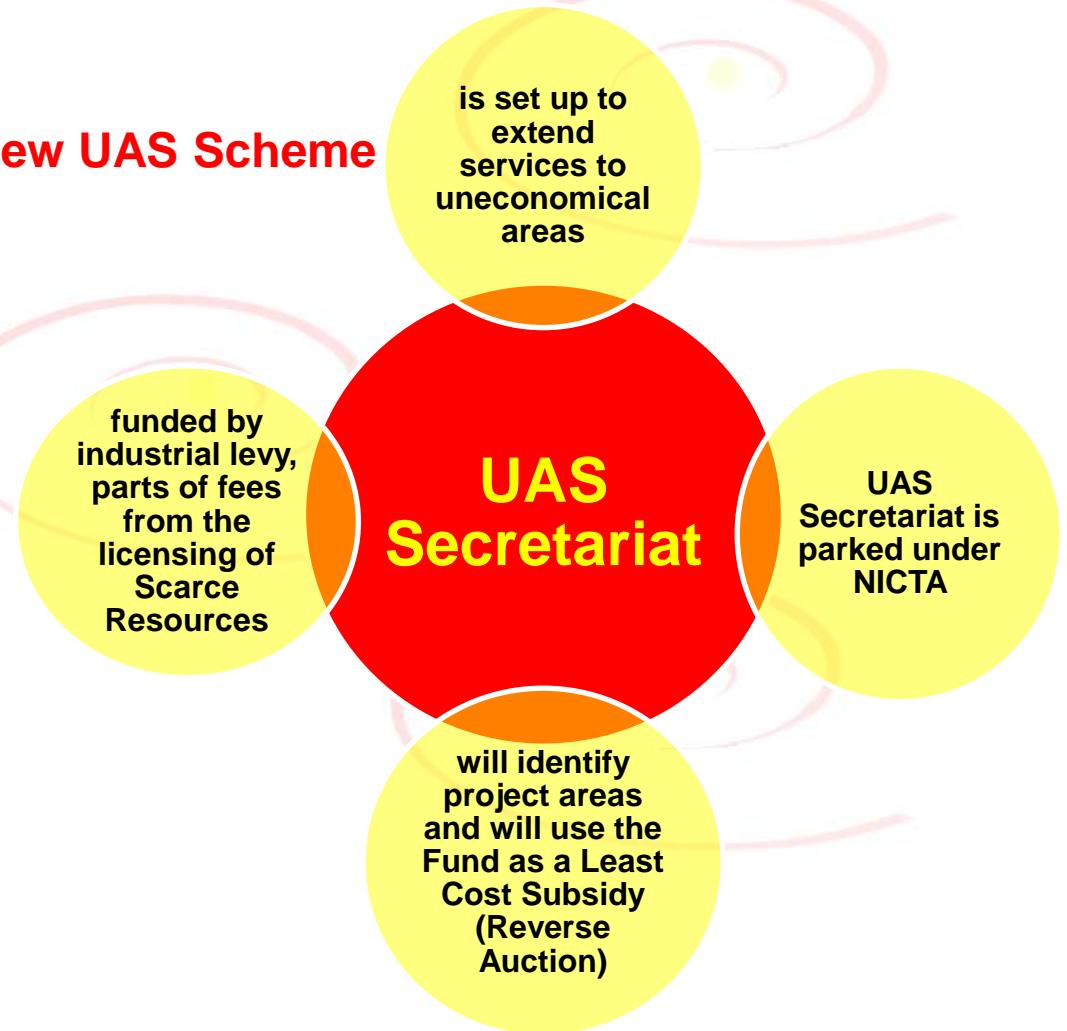 ew UAS Scheme
is set up to
extend
services to
uneconomical
areas
funded by
industrial levy,
parts of fees
from the
licensing of
Scarce
Resources
UAS
Secretariat
UAS
Secretariat is
parked under
NICTA
will identify
project areas
and will use the
Fund as a Least
Cost Subsidy
(Reverse
Auction)